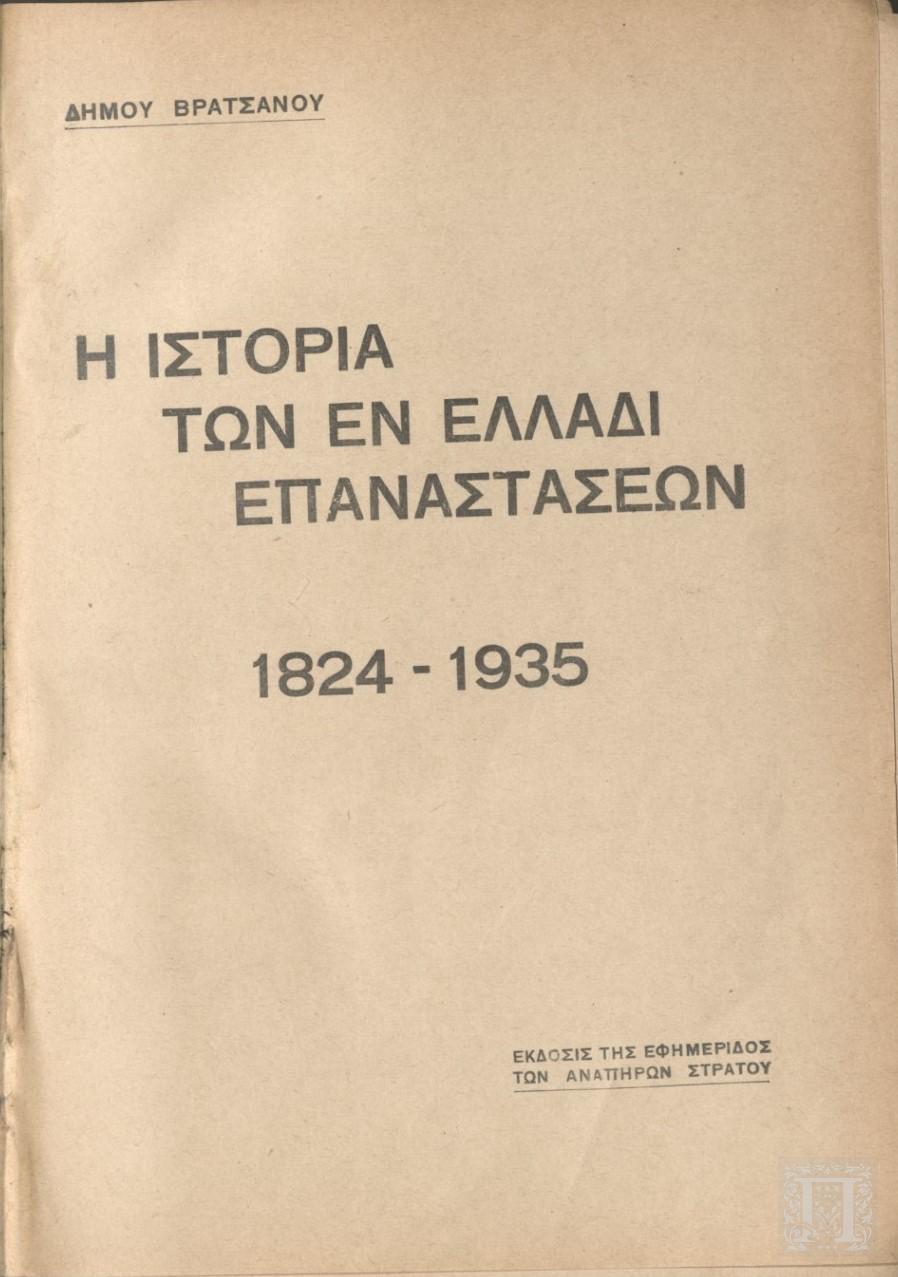 ΔΗΜΟΥ ΒΡΑΤΣΑΝΟΥ
Η ΙΣΤΟΡΙΑ
ΤΩΝ ΕΝ ΕΛΛΑΔΙ
ΕΠΑΝΑΣΤΑΣΕΩΝ
1824 - 1935
ΕΚΔΟΣΙΣ ΤΗΣ ΕΦΗΜΕΡΙΔΟΣ
ΤΩΝ ΑΝΑΠΗΡΩΝ ΣΤΡΑΤΟΥ
Π